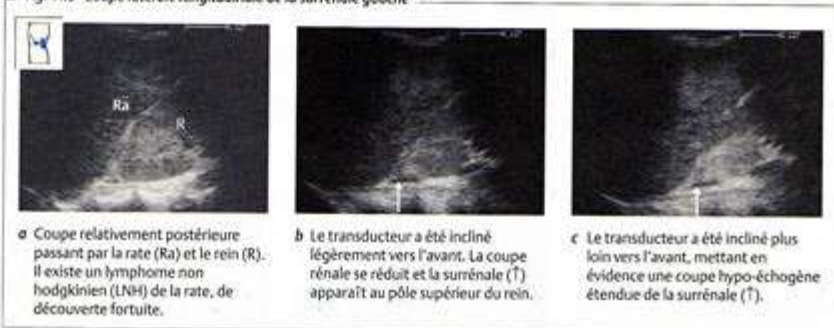 Coupe latérale longitudinale de la surrénale gauche
Ra
R
a Coupe relativement postérieure
passant par la rate (Ra) et le rein (R).
Il existe un lymphome non
hodgkinien (LNH) de la rate, de
découverte fortuite.
b Le transducteur a été incliné
légèrement vers l'avant. La coupe
rénale se réduit et la surrénale (↑)
apparaît au pôle supérieur du rein.
c Le transducteur a été incliné plus
loin vers l'avant, mettant en
évidence une coupe hypo-échogène
étendue de la surrénale (↑).